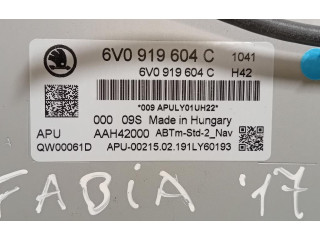 6V0 919 604 C 1041
6V0 919 604 C H42
*009 APULY01UH22*
000 09S Made in Hungary
APU AAH42000 ABTm-Std-2_Nav
QW00061D APU-00215.02.191LY60193
FABIA '17